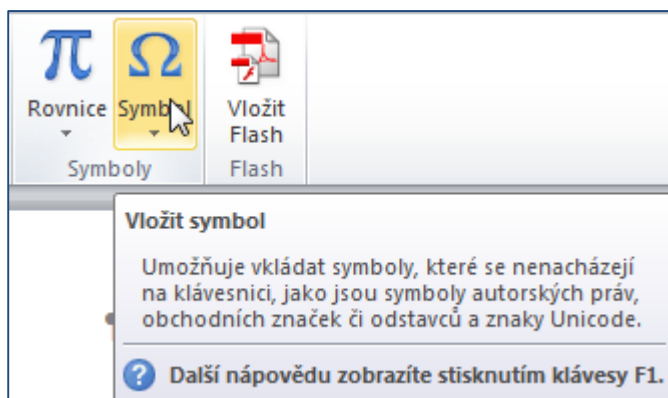 Rovnice Symbol Vložit
Flash
Symboly Flash
Vložit symbol
Umožňuje vkládat symboly, které se nenacházejí
na klávesnici, jako jsou symboly autorských práv,
obchodních značek či odstavců a znaky Unicode.
Další nápovědu zobrazíte stisknutím klávesy F1.